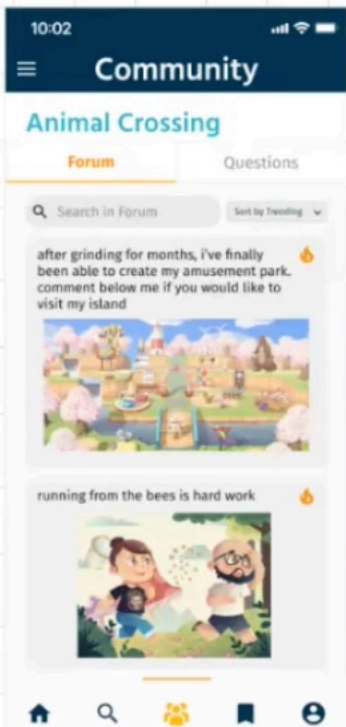 10:02
Community
Animal Crossing
Forum
Questions
Search in Forum
Sort by Trending
after grinding for months, i've finally
been able to create my amusement park.
comment below me if you would like to
visit my island
running from the bees is hard work